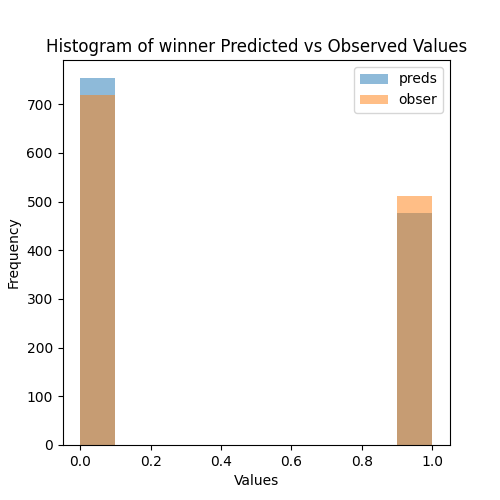 Histogram of winner Predicted vs Observed Values
preds
obser
700
600
500
400
300
200
100
0
Frequency
0.0 0.2 0.4 0.6 0.8 1.0
Values